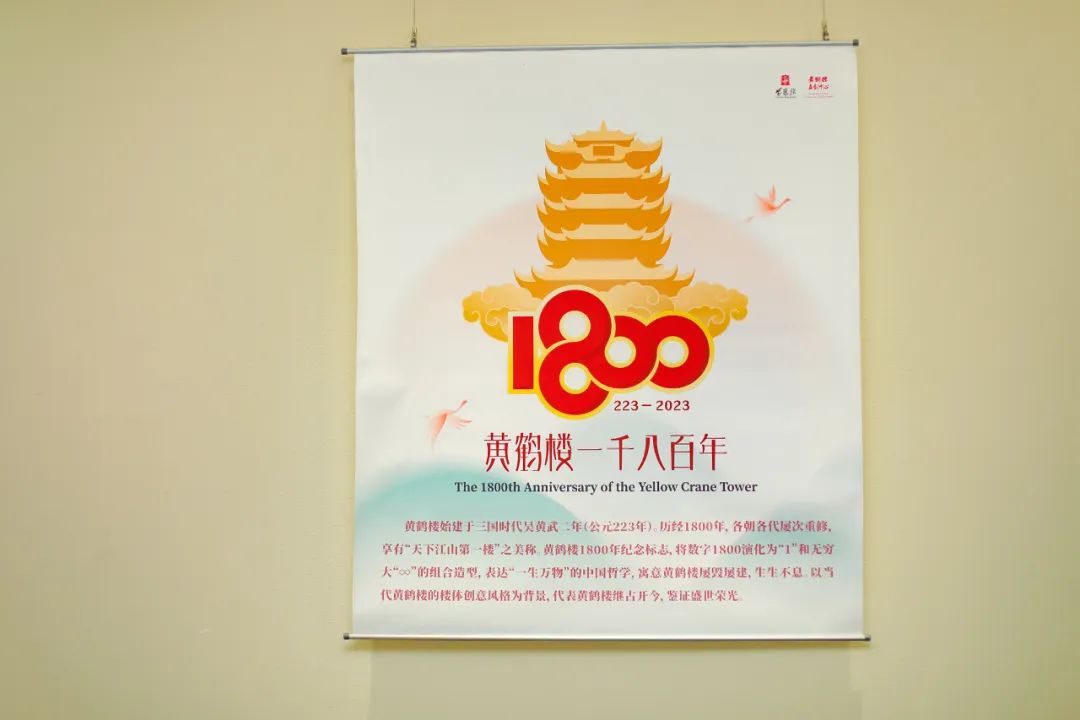 黄鹤楼
1800
223－2023
黄鹤楼一千八百年
The 1800th Anniversary of the Yellow Crane Tower
黄鹤楼始建于三国时代吴黄武二年(公元223年)。历经1800年, 各朝各代屡次重修,
享有“天下江山第一楼”之美称。黄鹤楼1800年纪念标志, 将数字1800演化为“1”和无穷
大“∞”的组合造型, 表达“一生万物”的中国哲学, 寓意黄鹤楼屡毁屡建, 生生不息。以当
代黄鹤楼的楼体创意风格为背景, 代表黄鹤楼继古开今, 鉴证盛世荣光。